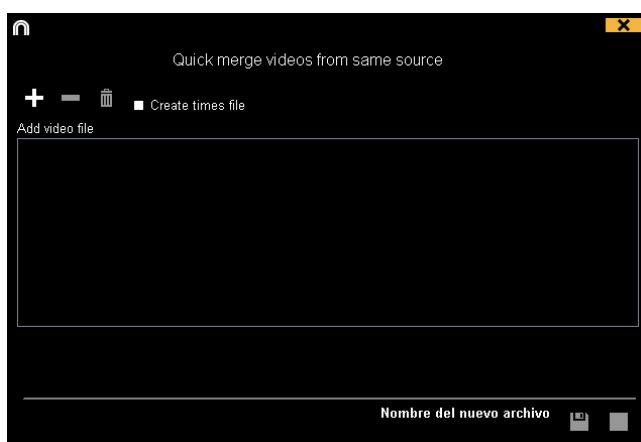 Quick merge videos from same source
Create times file
Add video file
Nombre del nuevo archivo